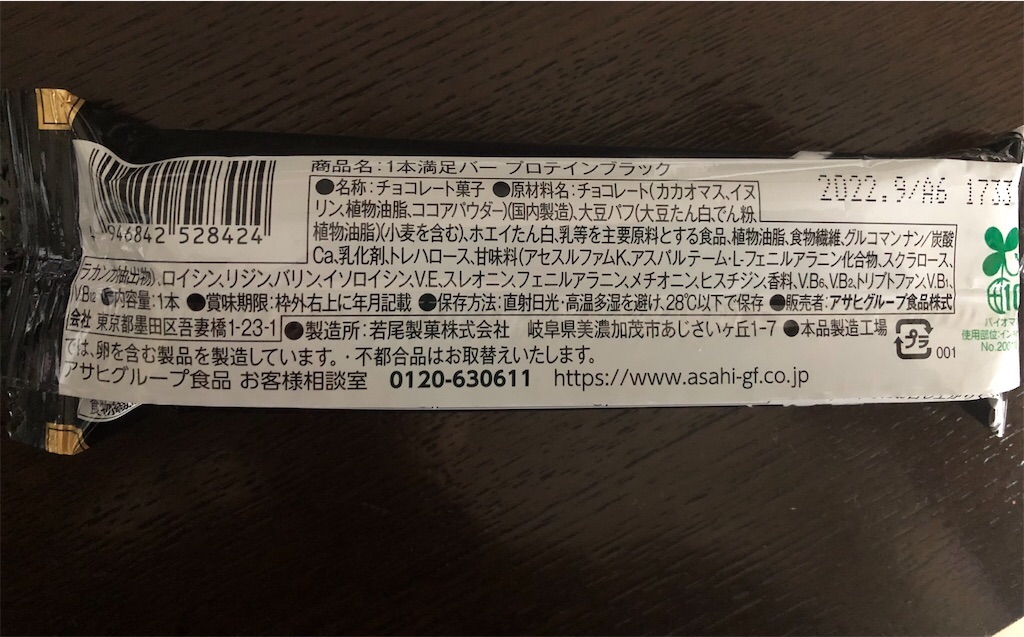 商品名:1本満足バー プロテインブラック
●名称:チョコレート菓子 ●原材料名:チョコレート(カカオマス、イヌ
リン、植物油脂、ココアパウダー)(国内製造)、大豆パフ(大豆たん白、でん粉、
植物油脂)(小麦を含む)、ホエイたん白、乳等を主要原料とする食品、植物油脂、食物繊維、グルコマンナン/炭酸
Ca、乳化剤、トレハロース、甘味料(アセスルファムK、アスパルテーム・L-フェニルアラニン化合物、スクラロース、
ラカンカ抽出物)、ロイシン、リジン、バリン、イソロイシン、V.E、スレオニン、フェニルアラニン、メチオニン、ヒスチジン、香料、V.B6、V.B2、トリプトファン、V.B1、
V.B12 ●内容量:1本 ●賞味期限:枠外右上に年月記載 ●保存方法:直射日光・高温多湿を避け、28℃以下で保存 ●販売者:アサヒグループ食品株式
会社 東京都墨田区吾妻橋1-23-1 ●製造所:若尾製菓株式会社 岐阜県美濃加茂市あじさいヶ丘1-7 ●本品製造工場
では、卵を含む製品を製造しています。・不都合品はお取替えいたします。
アサヒグループ食品 お客様相談室 0120-630611 https://www.asahi-gf.co.jp
946842 528424
2022.9/A6 1733
プラ
001
バイオマ
使用部位:イン
No.200